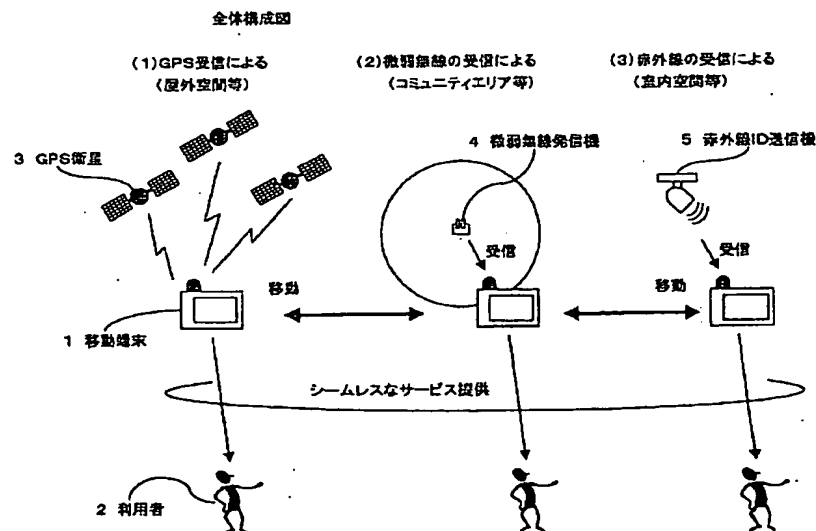 全体構成図
(1)GPS受信による
(屋外空間等)
(2)微弱無線の受信による
(コミュニティエリア等)
(3)赤外線の受信による
(室内空間等)
3 GPS衛星
4 微弱無線発信機
5 赤外線ID送信機
受信
受信
移動
移動
1 移動端末
シームレスなサービス提供
2 利用者